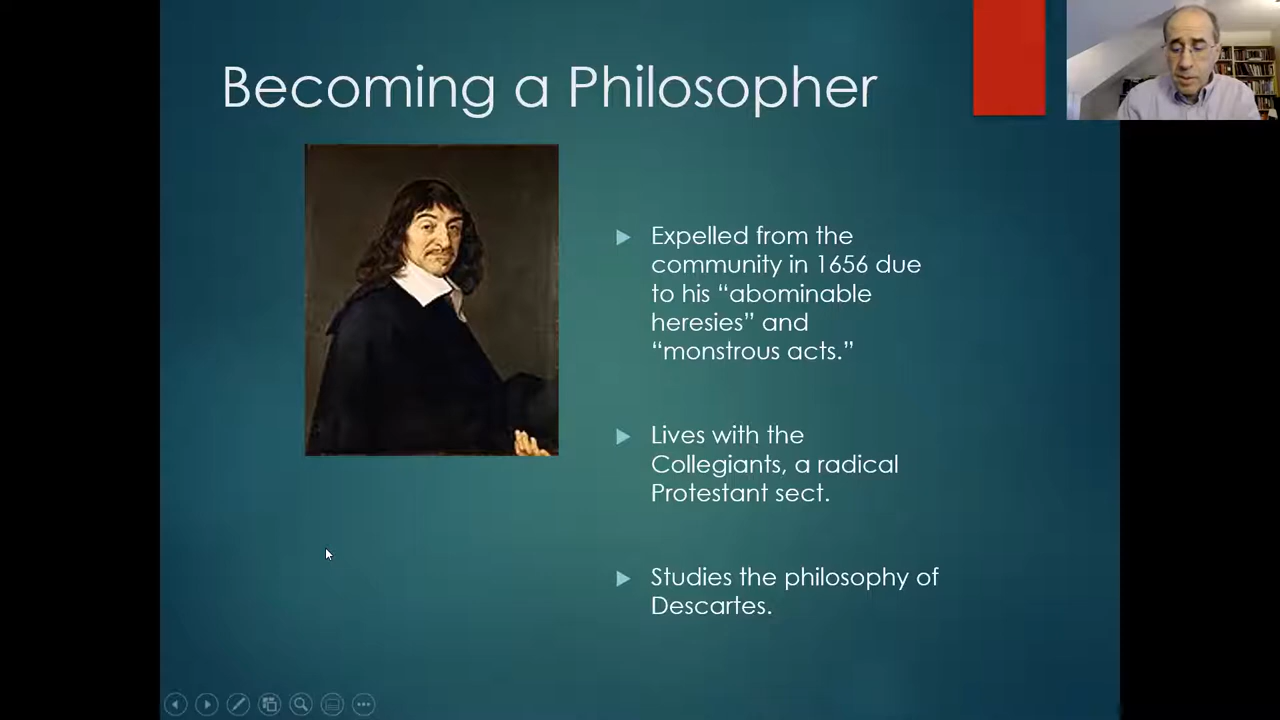 Becoming a Philosopher
Expelled from the
community in 1656 due
to his “abominable
heresies” and
“monstrous acts.”
Lives with the
Collegiants, a radical
Protestant sect.
Studies the philosophy of
Descartes.